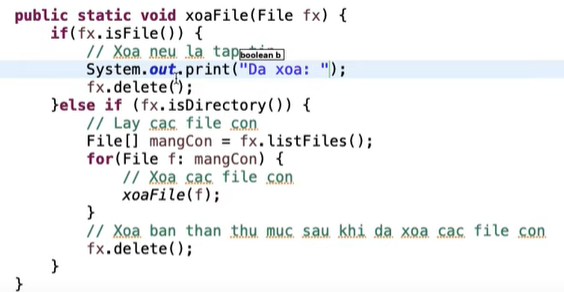 public static void xoaFile(File fx) {
if(fx.isFile()) {
// Xoa neu la tap
boolean b
System.out.print("Da xoa: ");
fx.delete();
}else if (fx.isDirectory()) {
// Lay cac file con
File[] mangCon = fx.listFiles();
for(File f: mangCon) {
// Xoa cac file con
xoaFile(f);
}
// Xoa ban than thu muc sau khi da xoa cac file con
fx.delete();
}
}